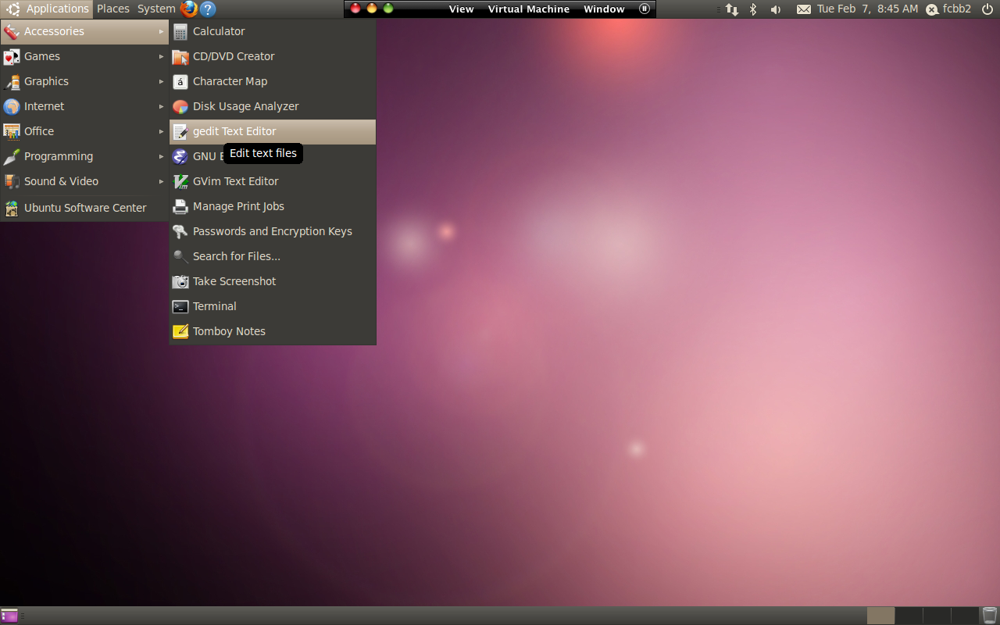 Applications Places System View Virtual Machine Window Tue Feb 7, 8:45 AM fcbb2
Accessories
Games
Graphics
Internet
Office
Programming
Sound & Video
Ubuntu Software Center
Calculator
CD/DVD Creator
á Character Map
Disk Usage Analyzer
gedit Text Editor
GNU
Edit text files
GVim Text Editor
Manage Print Jobs
Passwords and Encryption Keys
Search for Files...
Take Screenshot
Terminal
Tomboy Notes